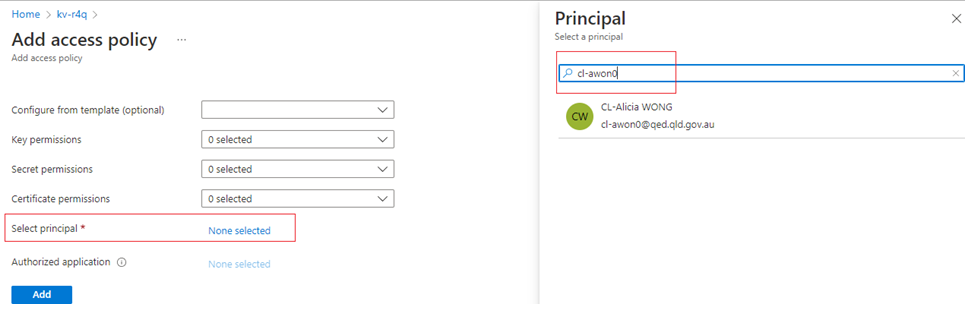 Home > kv-r4q >
Add access policy ...
Add access policy
Configure from template (optional)
Key permissions 0 selected
Secret permissions 0 selected
Certificate permissions 0 selected
Select principal * None selected
Authorized application None selected
Add
Principal
Select a principal
cl-awon0
CW CL-Alicia WONG
cl-awon0@qed.qld.gov.au